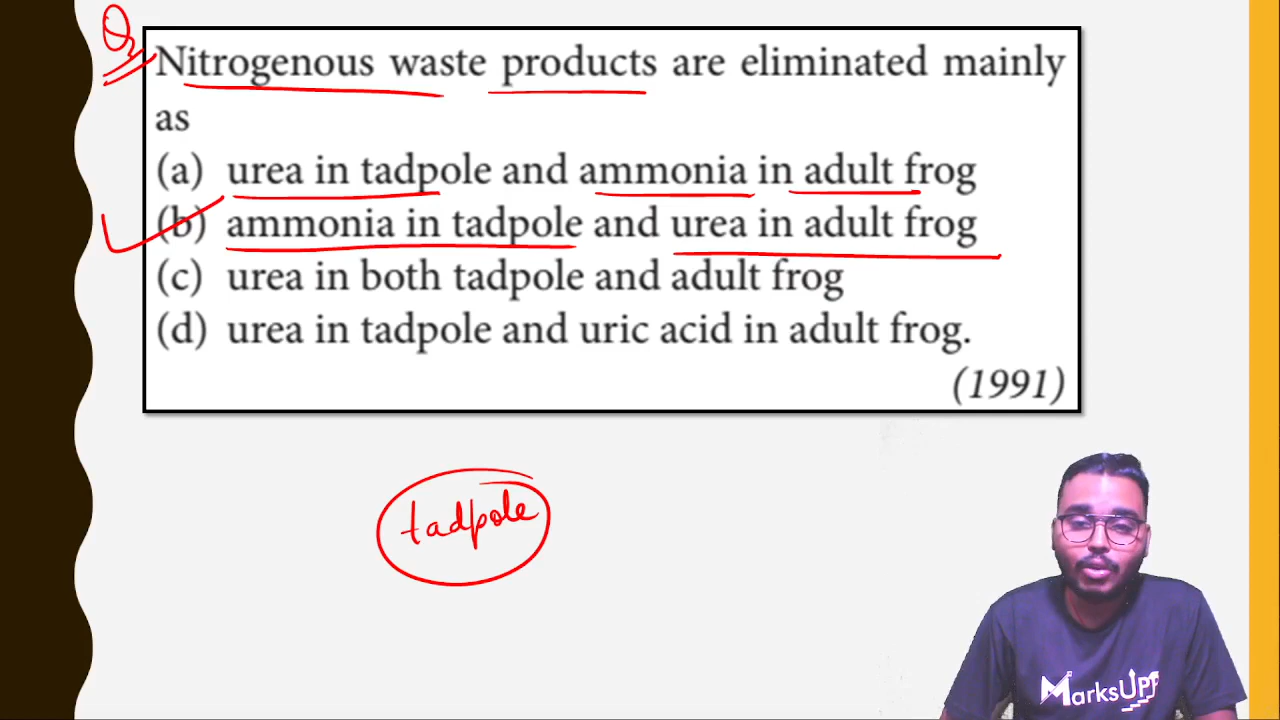 Q
Nitrogenous waste products are eliminated mainly
as
(a) urea in tadpole and ammonia in adult frog
(b) ammonia in tadpole and urea in adult frog
(c) urea in both tadpole and adult frog
(d) urea in tadpole and uric acid in adult frog.
(1991)
tadpole
MarksUPP